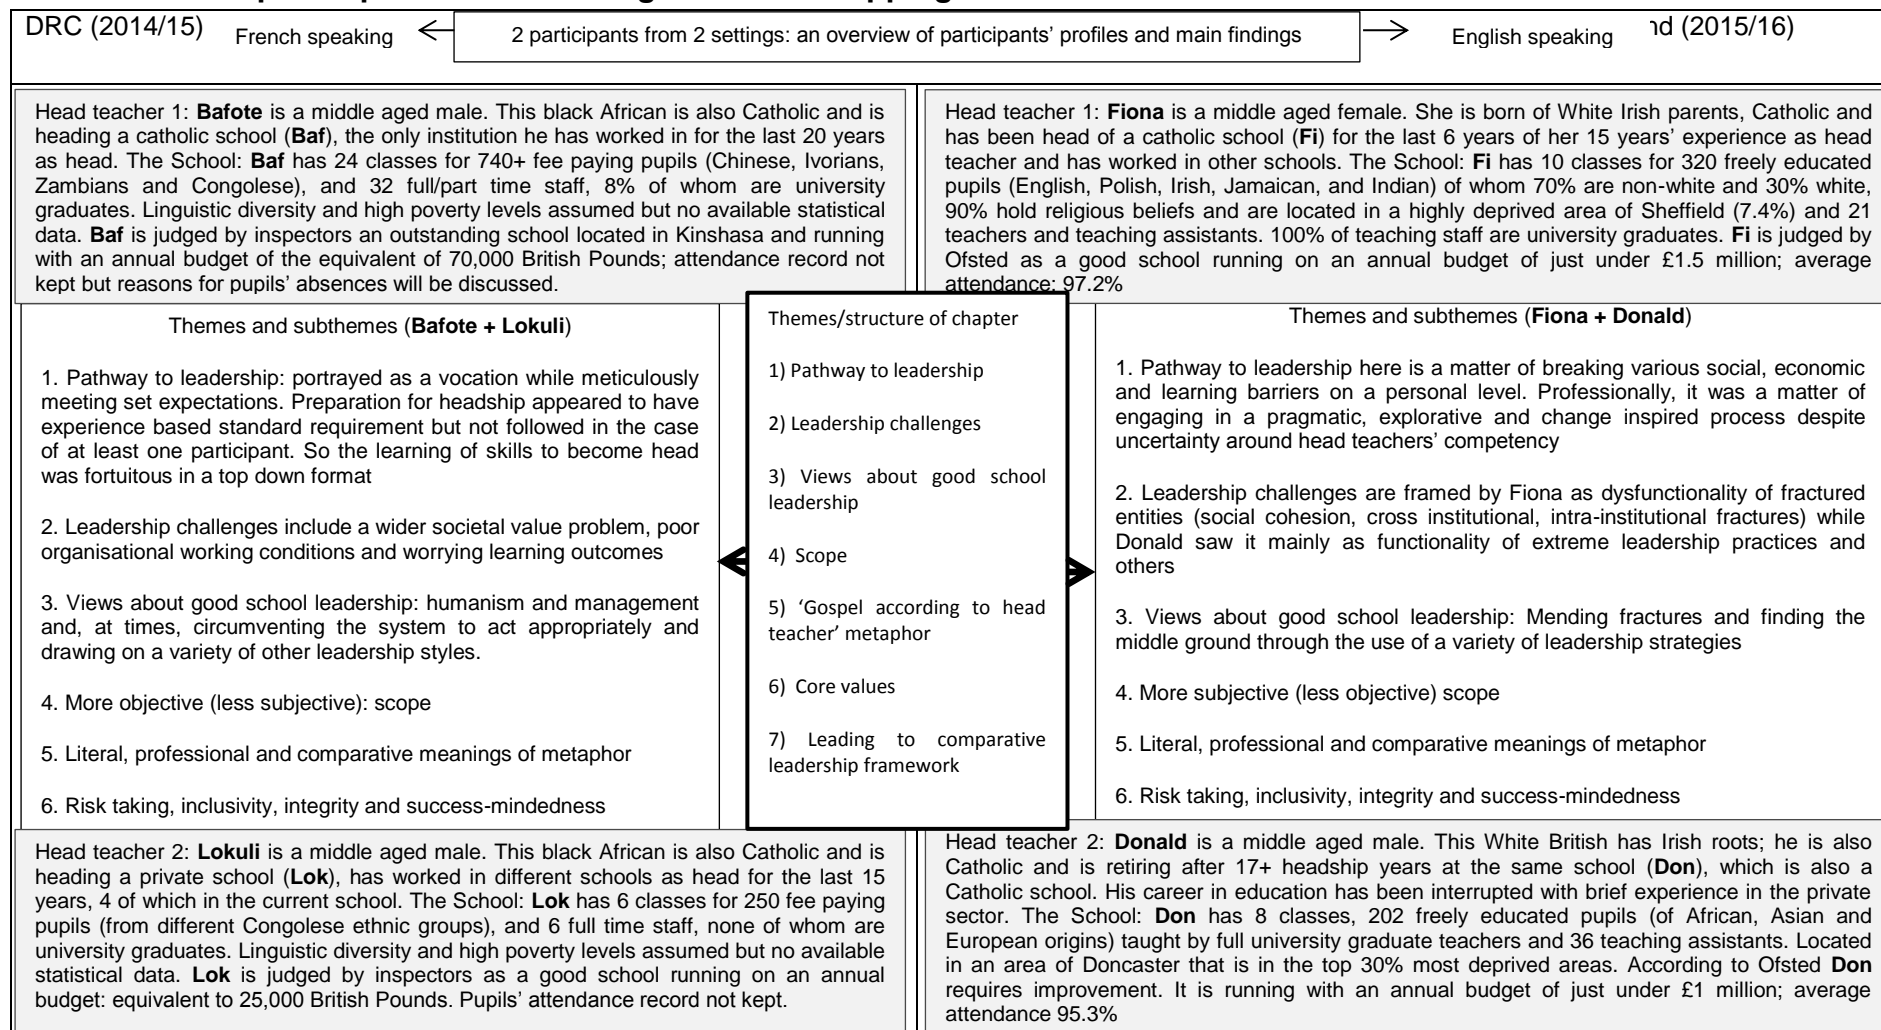 DRC (2014/15) French speaking 2 participants from 2 settings: an overview of participants' profiles and main findings English speaking nd (2015/16)
Head teacher 1: Bafote is a middle aged male. This black African is also Catholic and is
heading a catholic school (Baf), the only institution he has worked in for the last 20 years
as head. The School: Baf has 24 classes for 740+ fee paying pupils (Chinese, Ivorians,
Zambians and Congolese), and 32 full/part time staff, 8% of whom are university
graduates. Linguistic diversity and high poverty levels assumed but no available statistical
data. Baf is judged by inspectors an outstanding school located in Kinshasa and running
with an annual budget of the equivalent of 70,000 British Pounds; attendance record not
kept but reasons for pupils' absences will be discussed.
Head teacher 1: Fiona is a middle aged female. She is born of White Irish parents, Catholic and
has been head of a catholic school (Fi) for the last 6 years of her 15 years' experience as head
teacher and has worked in other schools. The School: Fi has 10 classes for 320 freely educated
pupils (English, Polish, Irish, Jamaican, and Indian) of whom 70% are non-white and 30% white,
90% hold religious beliefs and are located in a highly deprived area of Sheffield (7.4%) and 21
teachers and teaching assistants. 100% of teaching staff are university graduates. Fi is judged by
Ofsted as a good school running on an annual budget of just under £1.5 million; average
attendance: 97.2%
Themes and subthemes (Bafote + Lokuli)
1. Pathway to leadership: portrayed as a vocation while meticulously
meeting set expectations. Preparation for headship appeared to have
experience based standard requirement but not followed in the case
of at least one participant. So the learning of skills to become head
was fortuitous in a top down format
2. Leadership challenges include a wider societal value problem, poor
organisational working conditions and worrying learning outcomes
3. Views about good school leadership: humanism and management
and, at times, circumventing the system to act appropriately and
drawing on a variety of other leadership styles.
4. More objective (less subjective): scope
5. Literal, professional and comparative meanings of metaphor
6. Risk taking, inclusivity, integrity and success-mindedness
Themes/structure of chapter
1) Pathway to leadership
2) Leadership challenges
3) Views about good school
leadership
4) Scope
5) 'Gospel according to head
teacher' metaphor
6) Core values
7) Leading to comparative
leadership framework
Themes and subthemes (Fiona + Donald)
1. Pathway to leadership here is a matter of breaking various social, economic
and learning barriers on a personal level. Professionally, it was a matter of
engaging in a pragmatic, explorative and change inspired process despite
uncertainty around head teachers' competency
2. Leadership challenges are framed by Fiona as dysfunctionality of fractured
entities (social cohesion, cross institutional, intra-institutional fractures) while
Donald saw it mainly as functionality of extreme leadership practices and
others
3. Views about good school leadership: Mending fractures and finding the
middle ground through the use of a variety of leadership strategies
4. More subjective (less objective) scope
5. Literal, professional and comparative meanings of metaphor
6. Risk taking, inclusivity, integrity and success-mindedness
Head teacher 2: Lokuli is a middle aged male. This black African is also Catholic and is
heading a private school (Lok), has worked in different schools as head for the last 15
years, 4 of which in the current school. The School: Lok has 6 classes for 250 fee paying
pupils (from different Congolese ethnic groups), and 6 full time staff, none of whom are
university graduates. Linguistic diversity and high poverty levels assumed but no available
statistical data. Lok is judged by inspectors as a good school running on an annual
budget: equivalent to 25,000 British Pounds. Pupils' attendance record not kept.
Head teacher 2: Donald is a middle aged male. This White British has Irish roots; he is also
Catholic and is retiring after 17+ headship years at the same school (Don), which is also a
Catholic school. His career in education has been interrupted with brief experience in the private
sector. The School: Don has 8 classes, 202 freely educated pupils (of African, Asian and
European origins) taught by full university graduate teachers and 36 teaching assistants. Located
in an area of Doncaster that is in the top 30% most deprived areas. According to Ofsted Don
requires improvement. It is running with an annual budget of just under £1 million; average
attendance 95.3%